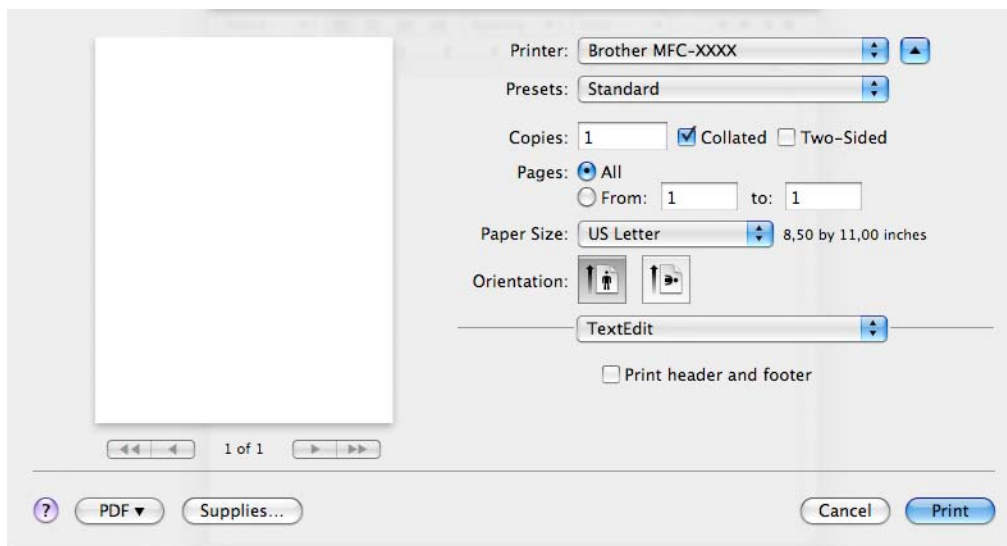 Printer: Brother MFC-XXXX
Presets: Standard
Copies: 1 Collated Two-Sided
Pages: All
From: 1 to: 1
Paper Size: US Letter 8,50 by 11,00 inches
Orientation:
TextEdit
Print header and footer
1 of 1
? PDF Supplies... Cancel Print